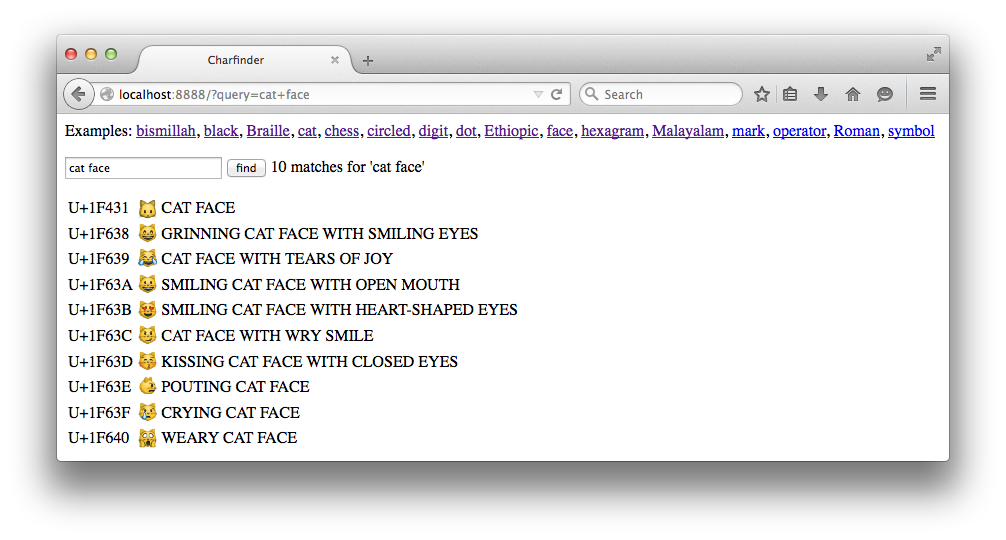 Charfinder
localhost:8888/?query=cat+face
Search
Examples: bismillah, black, Braille, cat, chess, circled, digit, dot, Ethiopic, face, hexagram, Malayalam, mark, operator, Roman, symbol
cat face find 10 matches for 'cat face'
U+1F431 🐱 CAT FACE
U+1F638 😸 GRINNING CAT FACE WITH SMILING EYES
U+1F639 😹 CAT FACE WITH TEARS OF JOY
U+1F63A 😺 SMILING CAT FACE WITH OPEN MOUTH
U+1F63B 😻 SMILING CAT FACE WITH HEART-SHAPED EYES
U+1F63C 😼 CAT FACE WITH WRY SMILE
U+1F63D 😽 KISSING CAT FACE WITH CLOSED EYES
U+1F63E 😾 POUTING CAT FACE
U+1F63F 😿 CRYING CAT FACE
U+1F640 🙀 WEARY CAT FACE